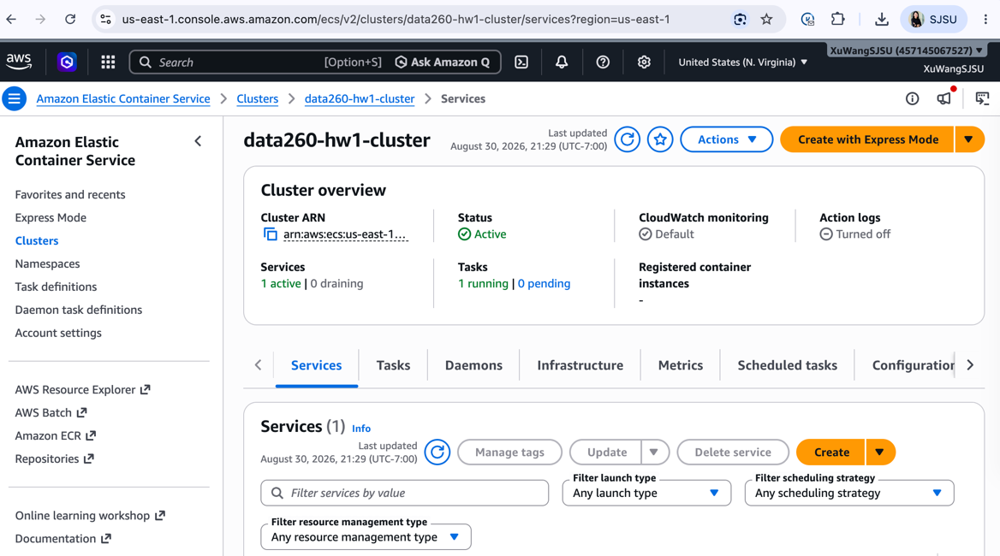 us-east-1.console.aws.amazon.com/ecs/v2/clusters/data260-hw1-cluster/services?region=us-east-1
SJSU
aws
Search
[Option+S]
Ask Amazon Q
United States (N. Virginia)
XuWangSJSU (457145067527)
XuWangSJSU
Amazon Elastic Container Service
Clusters
data260-hw1-cluster
Services
Amazon Elastic
Container Service
Favorites and recents
Express Mode
Clusters
Namespaces
Task definitions
Daemon task definitions
Account settings
AWS Resource Explorer
AWS Batch
Amazon ECR
Repositories
Online learning workshop
Documentation
data260-hw1-cluster
Last updated
August 30, 2026, 21:29 (UTC-7:00)
Actions
Create with Express Mode
Cluster overview
Cluster ARN
arn:aws:ecs:us-east-1...
Status
Active
CloudWatch monitoring
Default
Action logs
Turned off
Services
1 active | 0 draining
Tasks
1 running | 0 pending
Registered container
instances
-
Services
Tasks
Daemons
Infrastructure
Metrics
Scheduled tasks
Configuration
Services (1) Info
Last updated
August 30, 2026, 21:29 (UTC-7:00)
Manage tags
Update
Delete service
Create
Filter services by value
Filter launch type
Any launch type
Filter scheduling strategy
Any scheduling strategy
Filter resource management type
Any resource management type